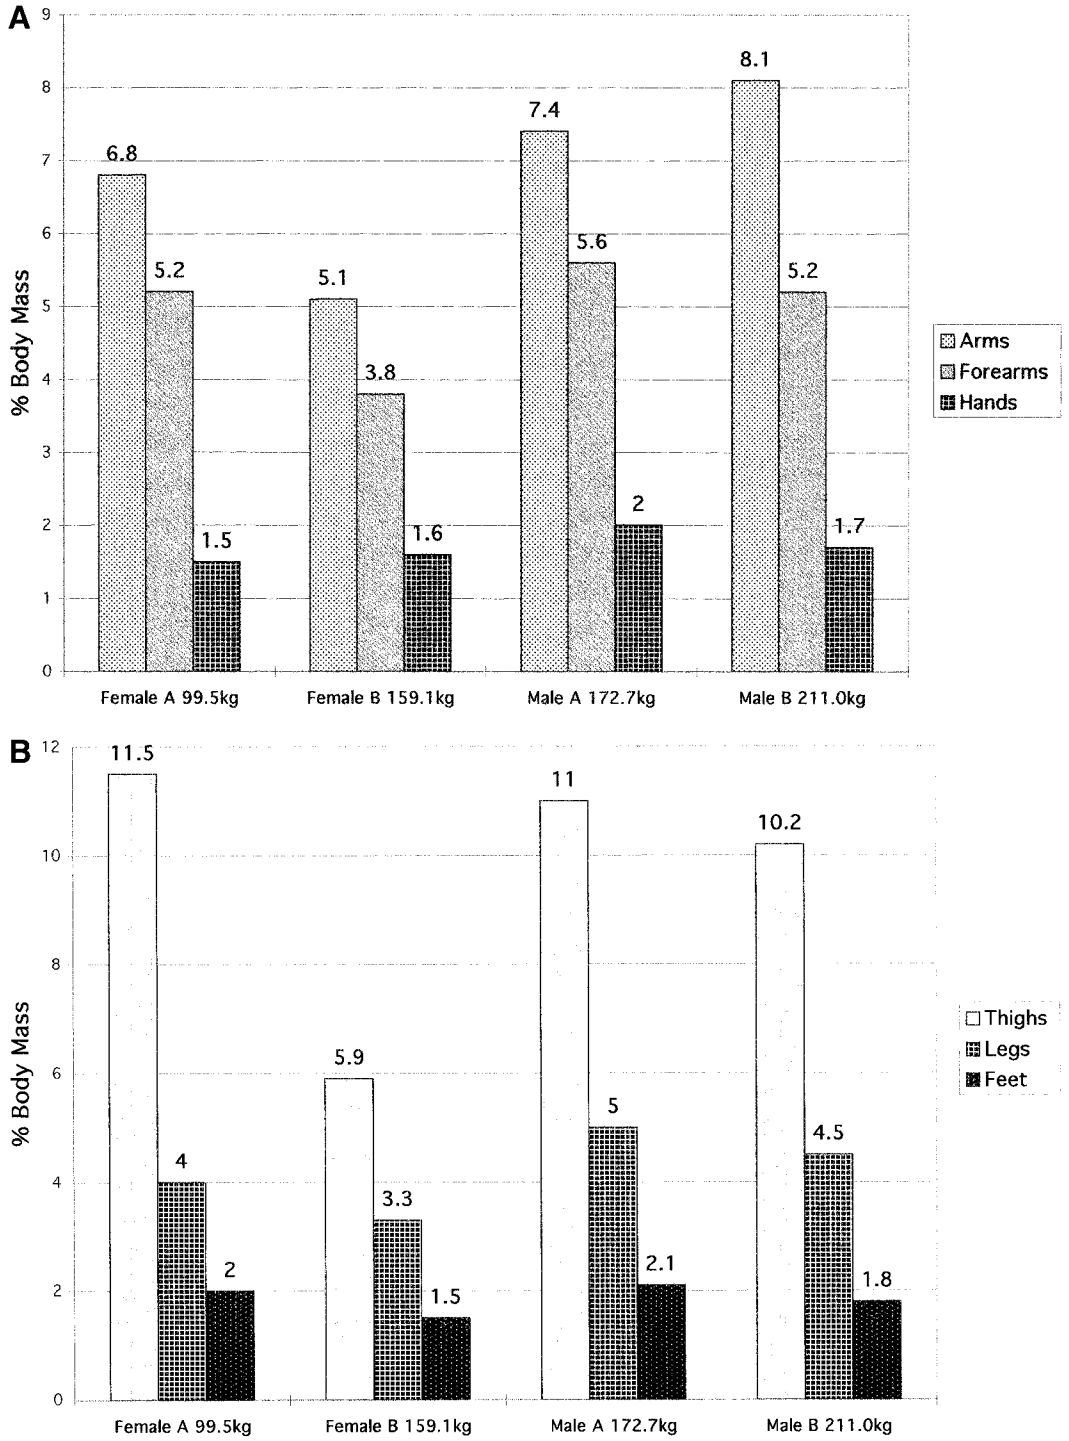 A
9
8
7
6
5
4
3
2
1
0
% Body Mass
6.8
5.2
1.5
5.1
3.8
1.6
7.4
5.6
2
8.1
5.2
1.7
Female A 99.5kg
Female B 159.1kg
Male A 172.7kg
Male B 211.0kg
Arms
Forearms
Hands
B
12
10
8
6
4
2
0
% Body Mass
11.5
4
2
5.9
3.3
1.5
11
5
2.1
10.2
4.5
1.8
Female A 99.5kg
Female B 159.1kg
Male A 172.7kg
Male B 211.0kg
Thighs
Legs
Feet